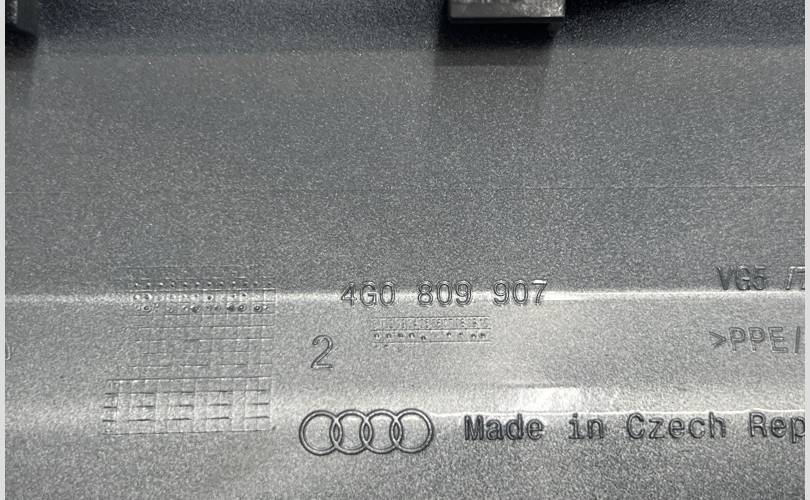 4G0 809 907
VG5
2
>PPE/
Made in Czech Rep